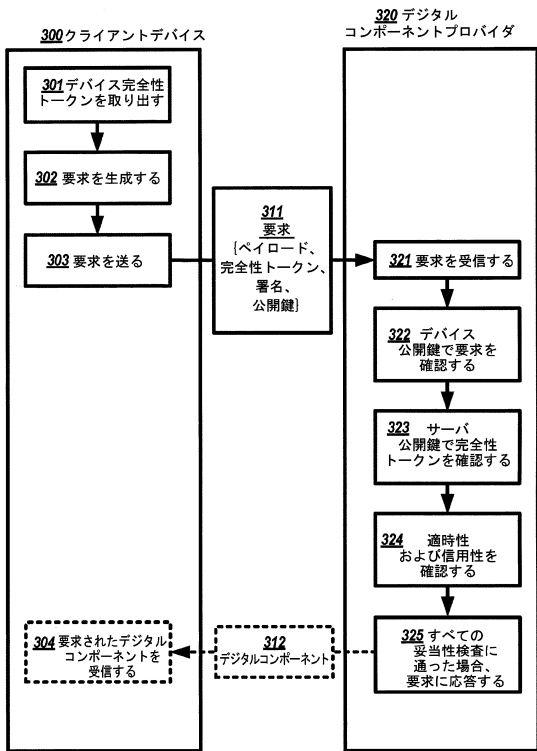 300 クライアントデバイス
320 デジタル
コンポーネントプロバイダ
301 デバイス完全性
トークンを取り出す
302 要求を生成する
303 要求を送る
311
要求
{ペイロード、
完全性トークン、
署名、
公開鍵}
321 要求を受信する
322 デバイス
公開鍵で要求を
確認する
323 サーバ
公開鍵で完全性
トークンを確認する
324 適時性
および信用性を
確認する
325 すべての
妥当性検査に
通った場合、
要求に応答する
312
デジタルコンポーネント
304 要求されたデジタル
コンポーネントを
受信する